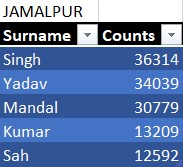 JAMALPUR
Surname Counts
Singh 36314
Yadav 34039
Mandal 30779
Kumar 13209
Sah 12592